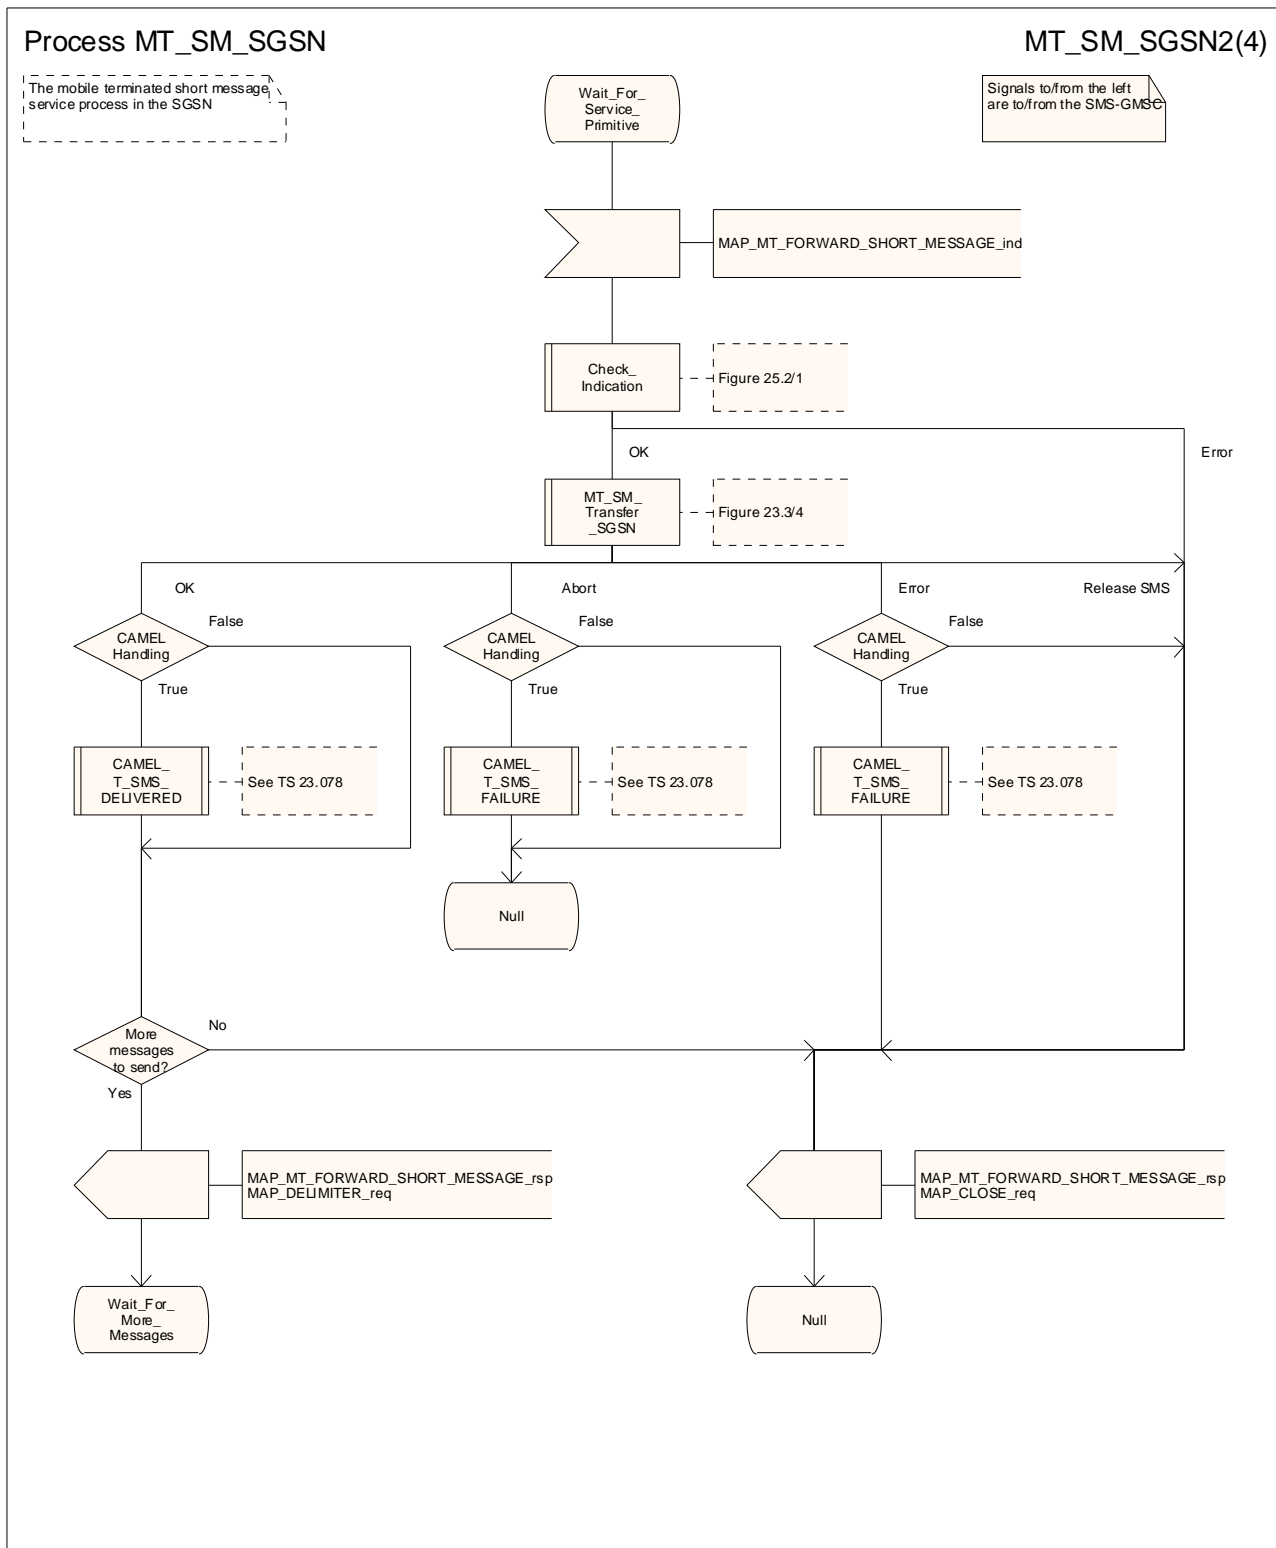 Process MT_SM_SGSN
MT_SM_SGSN2(4)
The mobile terminated short message
service process in the SGSN
Wait_For_
Service_
Primitive
Signals to/from the left
are to/from the SMS-GMSC
MAP_MT_FORWARD_SHORT_MESSAGE_ind
Check_
Indication
Figure 25.2/1
OK
Error
MT_SM_
Transfer
_SGSN
Figure 23.3/4
OK
Abort
Error
Release SMS
CAMEL
Handling
False
CAMEL
Handling
False
CAMEL
Handling
False
True
True
True
CAMEL_
T_SMS_
DELIVERED
See TS 23.078
CAMEL_
T_SMS_
FAILURE
See TS 23.078
CAMEL_
T_SMS_
FAILURE
See TS 23.078
Null
More
messages
to send?
No
Yes
MAP_MT_FORWARD_SHORT_MESSAGE_rsp
MAP_DELIMITER_req
MAP_MT_FORWARD_SHORT_MESSAGE_rsp
MAP_CLOSE_req
Wait_For_
More_
Messages
Null